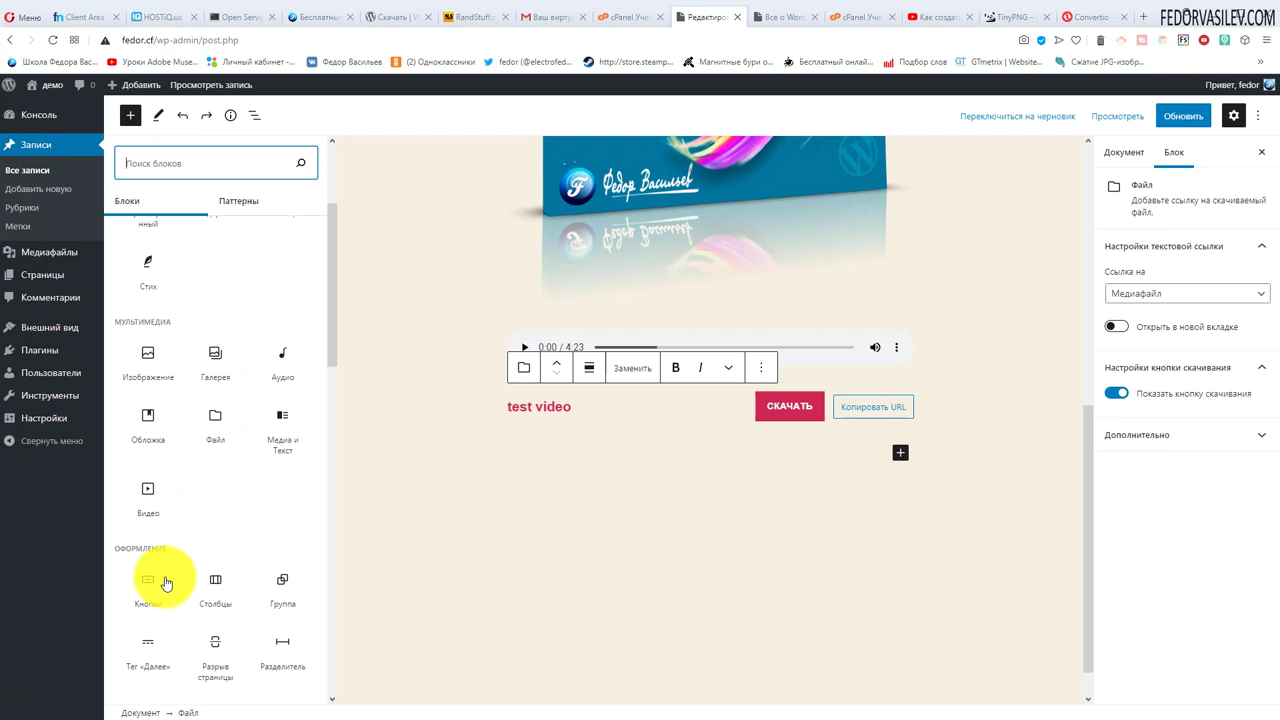 Меню
Client Area
HOSTiQ.ua
Open Serve
Бесплатны
Скачать | W
RandStuff.r
Ваш вирту
cPanel Учет
Редактиро
Все о Word
cPanel Учет
Как создат
TinyPNG –
Convertio –
FEDORVASILEV.COM
fedor.cf/wp-admin/post.php
Школа Федора Вас...
Уроки Adobe Muse...
Личный кабинет -...
Федор Васильев
(2) Одноклассники
fedor (@electrofed...
http://store.steamp...
Магнитные бури о...
Бесплатный онлай...
Подбор слов
GTmetrix | Website...
Сжатие JPG-изобр...
демо
0
Добавить
Просмотреть запись
Привет, fedor
Консоль
Записи
Все записи
Добавить новую
Рубрики
Метки
Медиафайлы
Страницы
Комментарии
Внешний вид
Плагины
Пользователи
Инструменты
Настройки
Свернуть меню
Переключиться на черновик
Просмотреть
Обновить
Поиск блоков
Блоки
Паттерны
нный
Стих
МУЛЬТИМЕДИА
Изображение
Галерея
Аудио
Обложка
Файл
Медиа и
Текст
Видео
ОФОРМЛЕНИЕ
Кнопки
Столбцы
Группа
Тег «Далее»
Разрыв
страницы
Разделитель
Федор Васильев
0:00 / 4:23
Заменить
B
I
test video
СКАЧАТЬ
Копировать URL
Документ
Блок
Файл
Добавьте ссылку на скачиваемый
файл.
Настройки текстовой ссылки
Ссылка на
Медиафайл
Открыть в новой вкладке
Настройки кнопки скачивания
Показать кнопку скачивания
Дополнительно
Документ → Файл